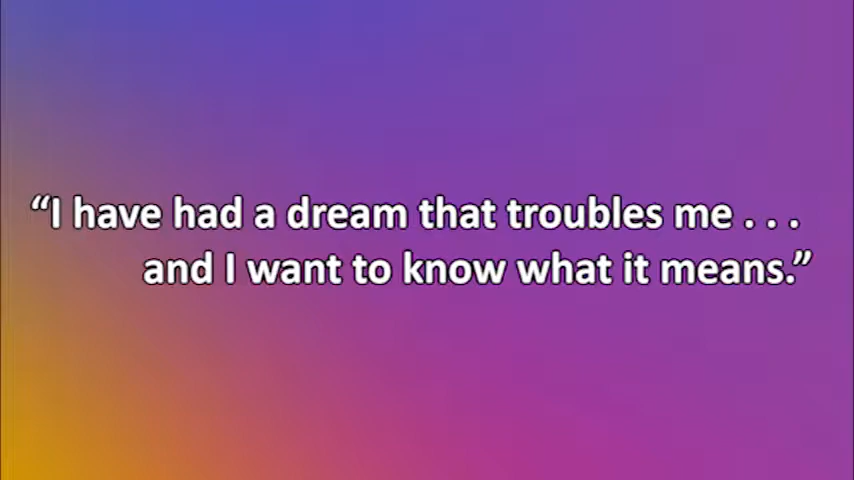 “I have had a dream that troubles me . . .
and I want to know what it means.”